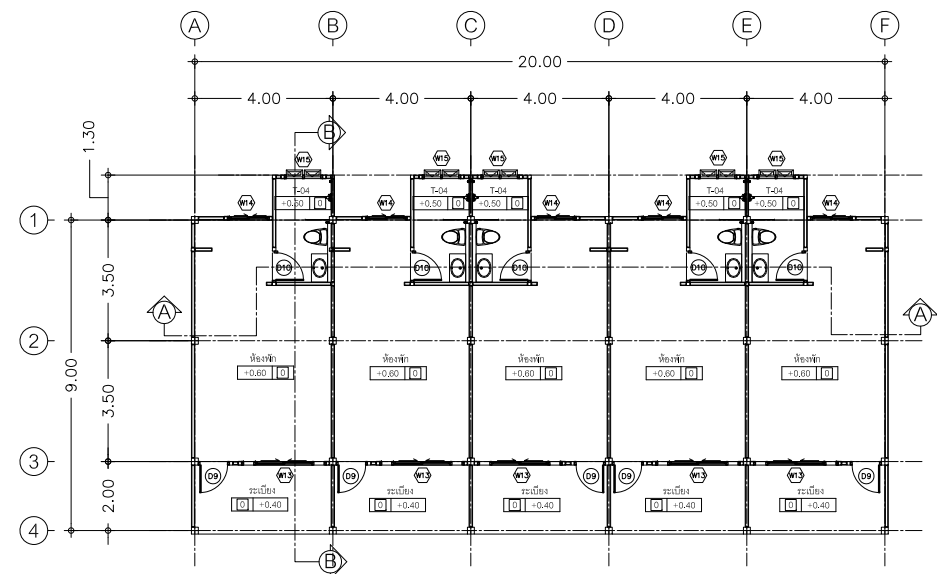 A B C D E F
20.00
4.00 4.00 4.00 4.00 4.00
1.30
B
W15 W15 W15 W15 W15
T-04 T-04 T-04 T-04 T-04
+0.50 0 +0.50 0 +0.50 0 +0.50 0 +0.50 0
W14 W14 W14 W14 W14
1
D10 D10 D10 D10 D10
3.50
A A
2
ห้องพัก ห้องพัก ห้องพัก ห้องพัก ห้องพัก
+0.60 0 +0.60 0 +0.60 0 +0.60 0 +0.60 0
9.00
3.50
3
D9 W13 D9 W13 W13 D9 D9 W13 W13 D9
ระเบียง ระเบียง ระเบียง ระเบียง ระเบียง
0 +0.40 0 +0.40 0 +0.40 0 +0.40 0 +0.40
2.00
4
B